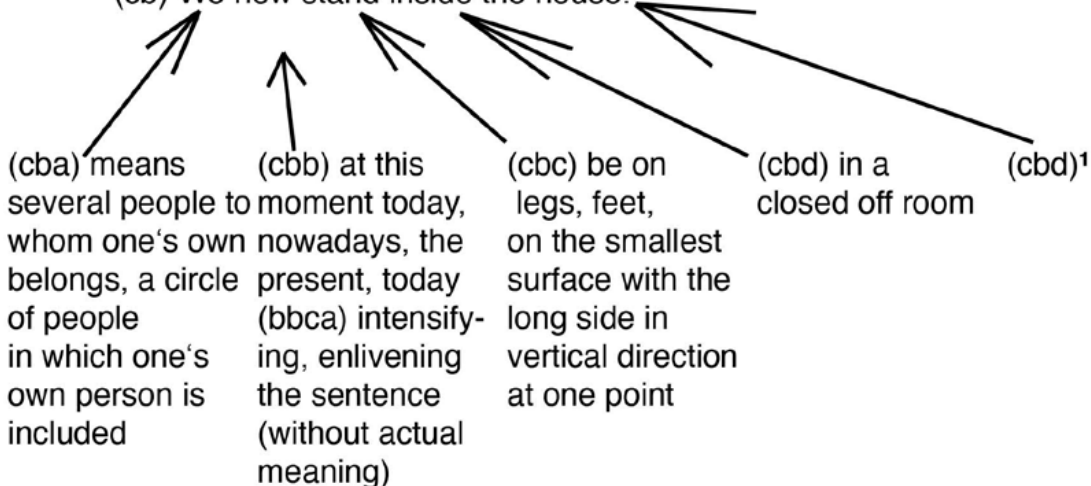 (cb) We now stand inside the house.
(cba) means
several people to
whom one‘s own
belongs, a circle
of people
in which one‘s
own person is
included
(cbb) at this
moment today,
nowadays, the
present, today
(bbca) intensify-
ing, enlivening
the sentence
(without actual
meaning)
(cbc) be on
legs, feet,
on the smallest
surface with the
long side in
vertical direction
at one point
(cbd) in a
closed off room
(cbd)¹